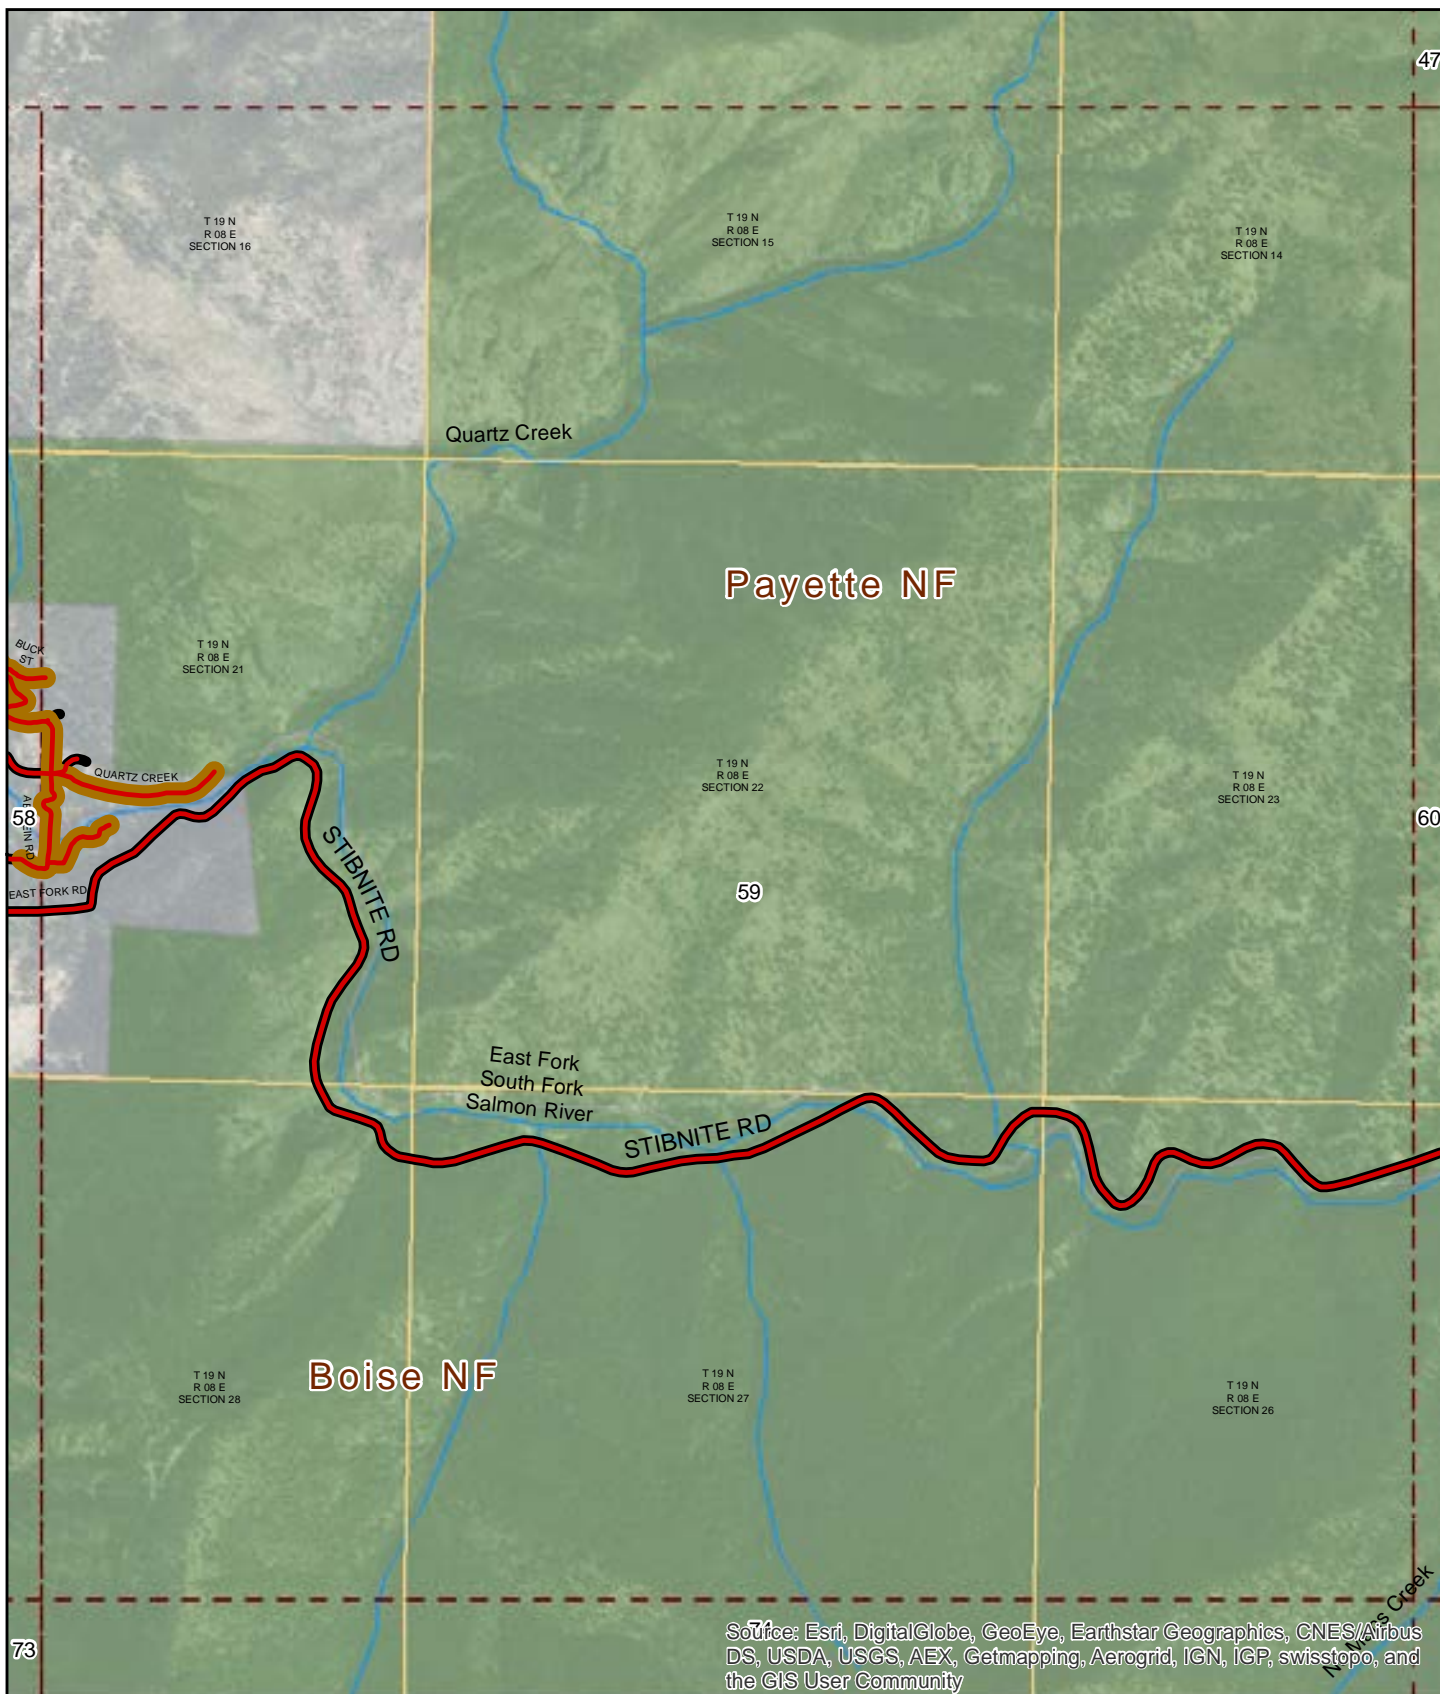 47
T 19 N
R 08 E
SECTION 16
T 19 N
R 08 E
SECTION 15
T 19 N
R 08 E
SECTION 14
Quartz Creek
Payette NF
BUCK
ST
T 19 N
R 08 E
SECTION 21
QUARTZ CREEK
T 19 N
R 08 E
SECTION 22
T 19 N
R 08 E
SECTION 23
58
RD
60
STIBNITE RD
EAST FORK RD
59
East Fork
South Fork
Salmon River
STIBNITE RD
Boise NF
T 19 N
R 08 E
SECTION 28
T 19 N
R 08 E
SECTION 27
T 19 N
R 08 E
SECTION 26
Creek
73
Source: Esri, DigitalGlobe, GeoEye, Earthstar Geographics, CNES/Airbus
DS, USDA, USGS, AEX, Getmapping, Aerogrid, IGN, IGP, swisstopo, and
the GIS User Community